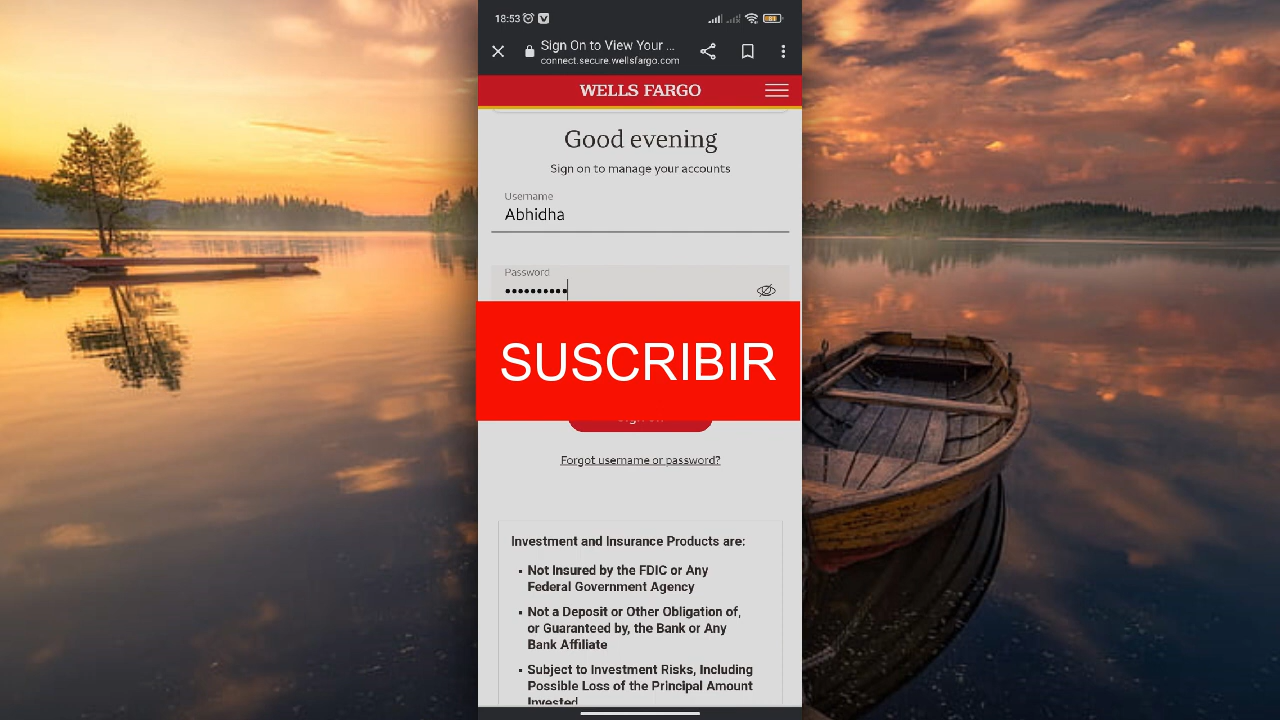 18:53
Sign On to View Your ...
connect.secure.wellsfargo.com
WELLS FARGO
Good evening
Sign on to manage your accounts
Username
Abhidha
Password
••••••••••
SUSCRIBIR
Forgot username or password?
Investment and Insurance Products are:
▪ Not Insured by the FDIC or Any
Federal Government Agency
▪ Not a Deposit or Other Obligation of,
or Guaranteed by, the Bank or Any
Bank Affiliate
▪ Subject to Investment Risks, Including
Possible Loss of the Principal Amount
Invested